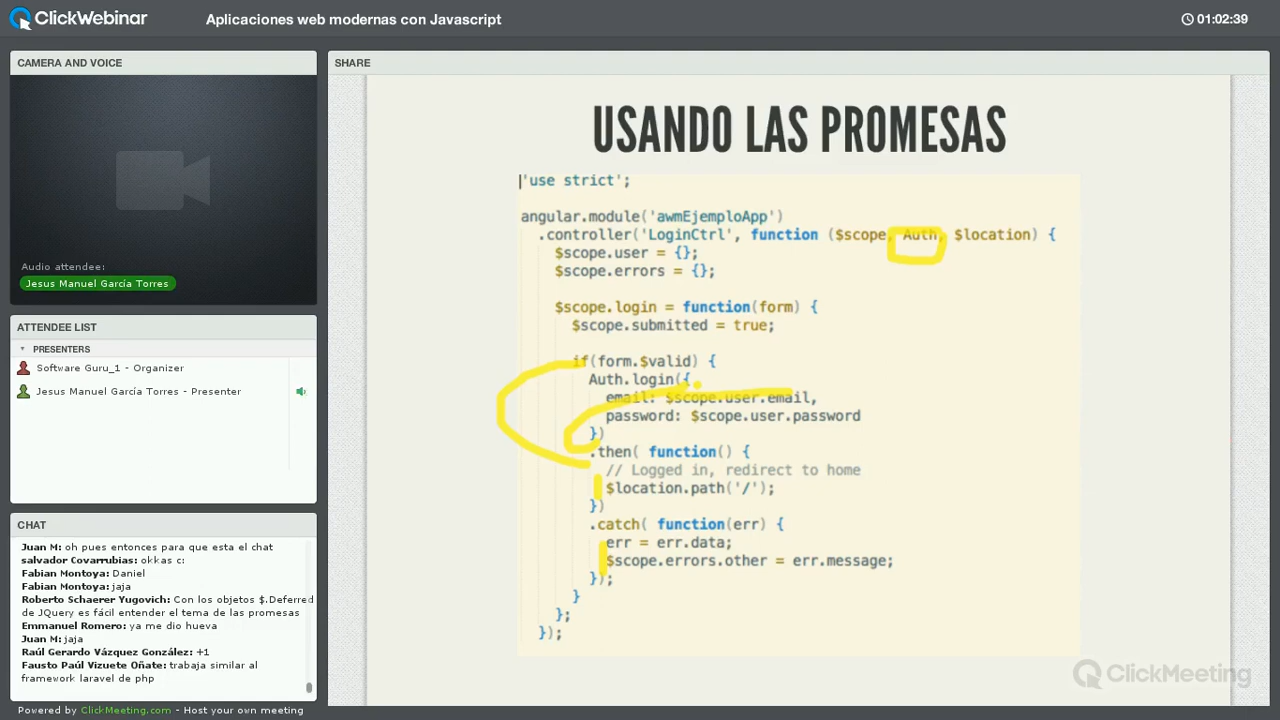 ClickWebinar
Aplicaciones web modernas con Javascript
01:02:39
CAMERA AND VOICE
Audio attendee:
Jesus Manuel García Torres
ATTENDEE LIST
PRESENTERS
Software Guru_1 - Organizer
Jesus Manuel García Torres - Presenter
CHAT
Juan M: oh pues entonces para que esta el chat
salvador Covarrubias: okkas c:
Fabian Montoya: Daniel
Fabian Montoya: jaja
Roberto Schaerer Yugovich: Con los objetos $.Deferred
de JQuery es fácil entender el tema de las promesas
Emmanuel Romero: ya me dio hueva
Juan M: jaja
Raúl Gerardo Vázquez González: +1
Fausto Paúl Vizuete Oñate: trabaja similar al
framework laravel de php
SHARE
USANDO LAS PROMESAS
'use strict';
angular.module('awmEjemploApp')
.controller('LoginCtrl', function ($scope, Auth, $location) {
$scope.user = {};
$scope.errors = {};
$scope.login = function(form) {
$scope.submitted = true;
if(form.$valid) {
Auth.login({
email: $scope.user.email,
password: $scope.user.password
})
.then( function() {
// Logged in, redirect to home
$location.path('/');
})
.catch( function(err) {
err = err.data;
$scope.errors.other = err.message;
});
}
};
});
ClickMeeting
Powered by ClickMeeting.com - Host your own meeting